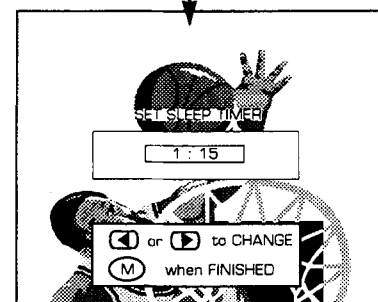 SET SLEEP TIMER
1 : 15
◀ or ▶ to CHANGE
M when FINISHED